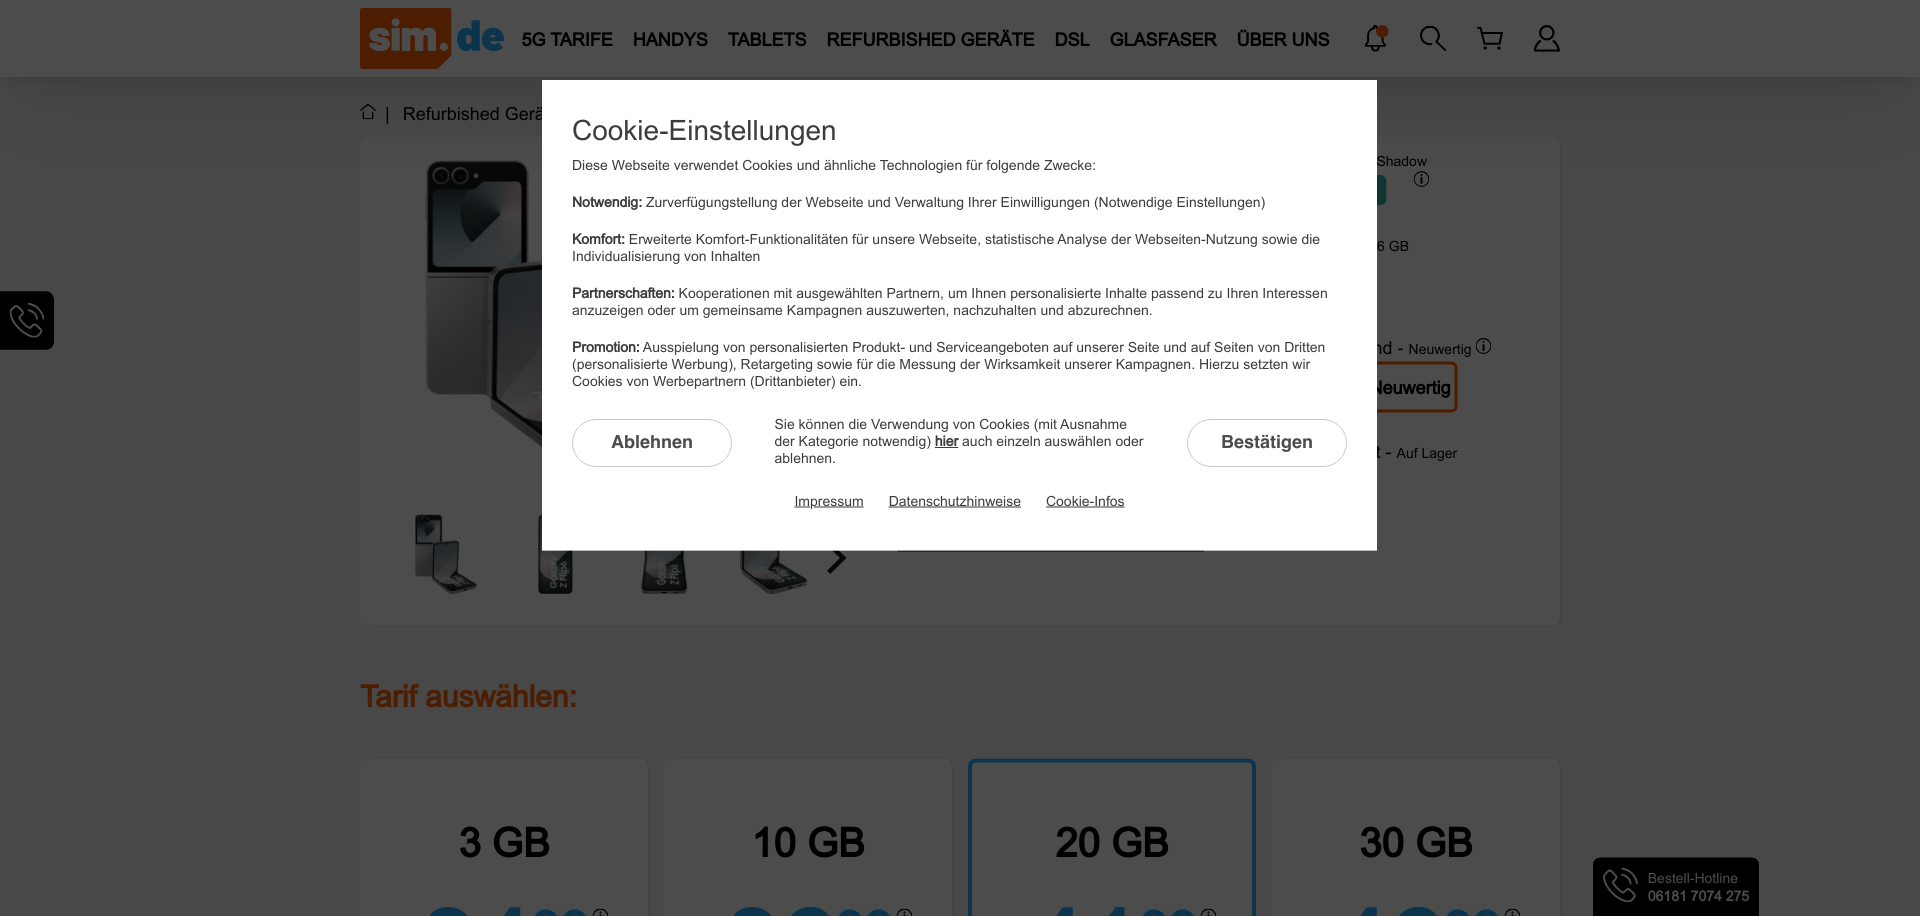 sim.de
5G TARIFE HANDYS TABLETS REFURBISHED GERÄTE DSL GLASFASER ÜBER UNS
| Refurbished Gerä
Cookie-Einstellungen
Diese Webseite verwendet Cookies und ähnliche Technologien für folgende Zwecke:
Notwendig: Zurverfügungstellung der Webseite und Verwaltung Ihrer Einwilligungen (Notwendige Einstellungen)
Komfort: Erweiterte Komfort-Funktionalitäten für unsere Webseite, statistische Analyse der Webseiten-Nutzung sowie die
Individualisierung von Inhalten
Partnerschaften: Kooperationen mit ausgewählten Partnern, um Ihnen personalisierte Inhalte passend zu Ihren Interessen
anzuzeigen oder um gemeinsame Kampagnen auszuwerten, nachzuhalten und abzurechnen.
Promotion: Ausspielung von personalisierten Produkt- und Serviceangeboten auf unserer Seite und auf Seiten von Dritten
(personalisierte Werbung), Retargeting sowie für die Messung der Wirksamkeit unserer Kampagnen. Hierzu setzten wir
Cookies von Werbepartnern (Drittanbieter) ein.
Ablehnen
Sie können die Verwendung von Cookies (mit Ausnahme
der Kategorie notwendig) hier auch einzeln auswählen oder
ablehnen.
Bestätigen
Impressum Datenschutzhinweise Cookie-Infos
Shadow
6 GB
nd - Neuwertig
Neuwertig
t - Auf Lager
Galaxy
Z Flip6
Galaxy
Z Flip6
Tarif auswählen:
3 GB
10 GB
20 GB
30 GB
Bestell-Hotline
06181 7074 275